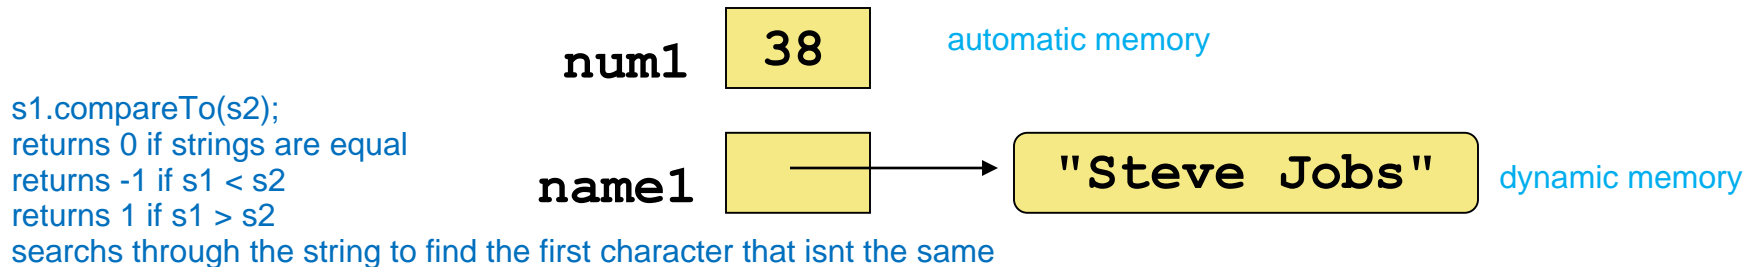 num1 38 automatic memory
s1.compareTo(s2);
returns 0 if strings are equal
returns -1 if s1 < s2
name1 "Steve Jobs" dynamic memory
returns 1 if s1 > s2
searchs through the string to find the first character that isnt the same